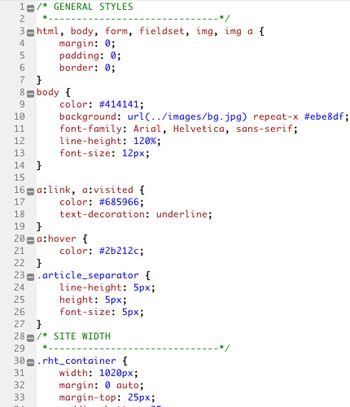 1 /* GENERAL STYLES
2 *-----------------------------*/
3 html, body, form, fieldset, img, img a {
4 margin: 0;
5 padding: 0;
6 border: 0;
7 }
8 body {
9 color: #414141;
10 background: url(../images/bg.jpg) repeat-x #ebe8df;
11 font-family: Arial, Helvetica, sans-serif;
12 line-height: 120%;
13 font-size: 12px;
14 }
15
16 a:link, a:visited {
17 color: #685966;
18 text-decoration: underline;
19 }
20 a:hover {
21 color: #2b212c;
22 }
23 .article_separator {
24 line-height: 5px;
25 height: 5px;
26 font-size: 5px;
27 }
28 /* SITE WIDTH
29 *-----------------------------*/
30 .rht_container {
31 width: 1020px;
32 margin: 0 auto;
33 margin-top: 25px;